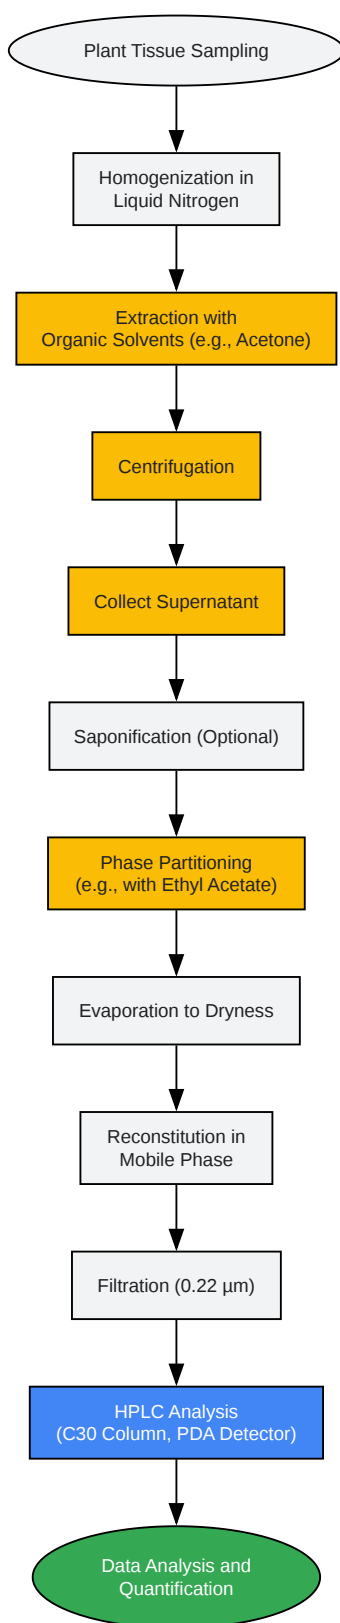 Plant Tissue Sampling
Homogenization in
Liquid Nitrogen
Extraction with
Organic Solvents (e.g., Acetone)
Centrifugation
Collect Supernatant
Saponification (Optional)
Phase Partitioning
(e.g., with Ethyl Acetate)
Evaporation to Dryness
Reconstitution in
Mobile Phase
Filtration (0.22 µm)
HPLC Analysis
(C30 Column, PDA Detector)
Data Analysis and
Quantification